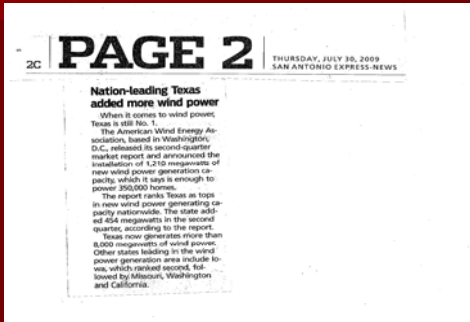 2C
PAGE 2
THURSDAY, JULY 30, 2009
SAN ANTONIO EXPRESS-NEWS
Nation-leading Texas
added more wind power
When it comes to wind power,
Texas is still No. 1.
The American Wind Energy As-
sociation, based in Washington,
D.C., released its second-quarter
market report and announced the
installation of 1,210 megawatts of
new wind power generation ca-
pacity, which it says is enough to
power 350,000 homes.
The report ranks Texas as tops
in new wind power generating ca-
pacity nationwide. The state add-
ed 454 megawatts in the second
quarter, according to the report.
Texas now generates more than
8,000 megawatts of wind power.
Other states leading in the wind
power generation area include Io-
wa, which ranked second, fol-
lowed by Missouri, Washington
and California.